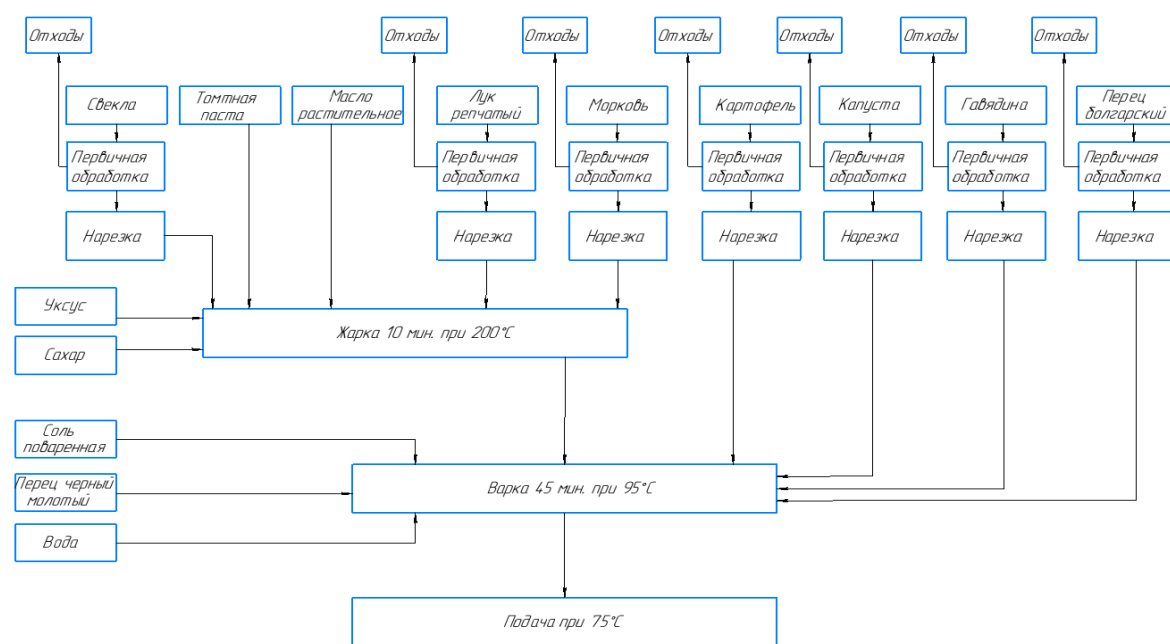 Отходы
Отходы
Отходы
Отходы
Отходы
Отходы
Отходы
Свекла
Томтная
паста
Масло
растительное
Лук
репчатый
Морковь
Картофель
Капуста
Гавядина
Перец
болгарский
Первичная
обработка
Первичная
обработка
Первичная
обработка
Первичная
обработка
Первичная
обработка
Первичная
обработка
Первичная
обработка
Нарезка
Нарезка
Нарезка
Нарезка
Нарезка
Нарезка
Нарезка
Уксус
Жарка 10 мин. при 200°С
Сахар
Соль
поваренная
Перец черный
молотый
Варка 45 мин. при 95°С
Вода
Подача при 75°С